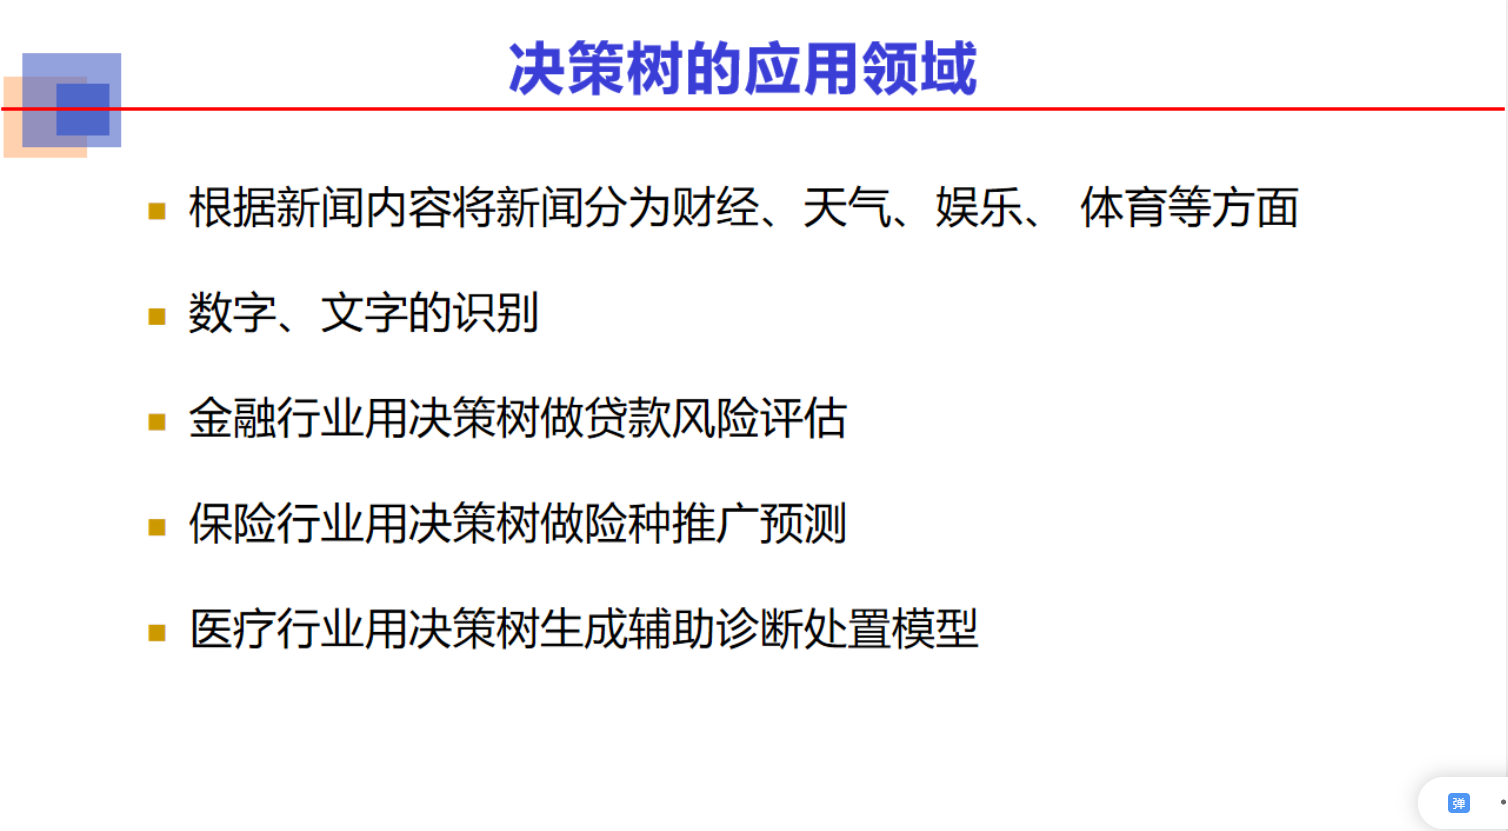 决策树的应用领域
根据新闻内容将新闻分为财经、天气、娱乐、 体育等方面
数字、文字的识别
金融行业用决策树做贷款风险评估
保险行业用决策树做险种推广预测
医疗行业用决策树生成辅助诊断处置模型
弹